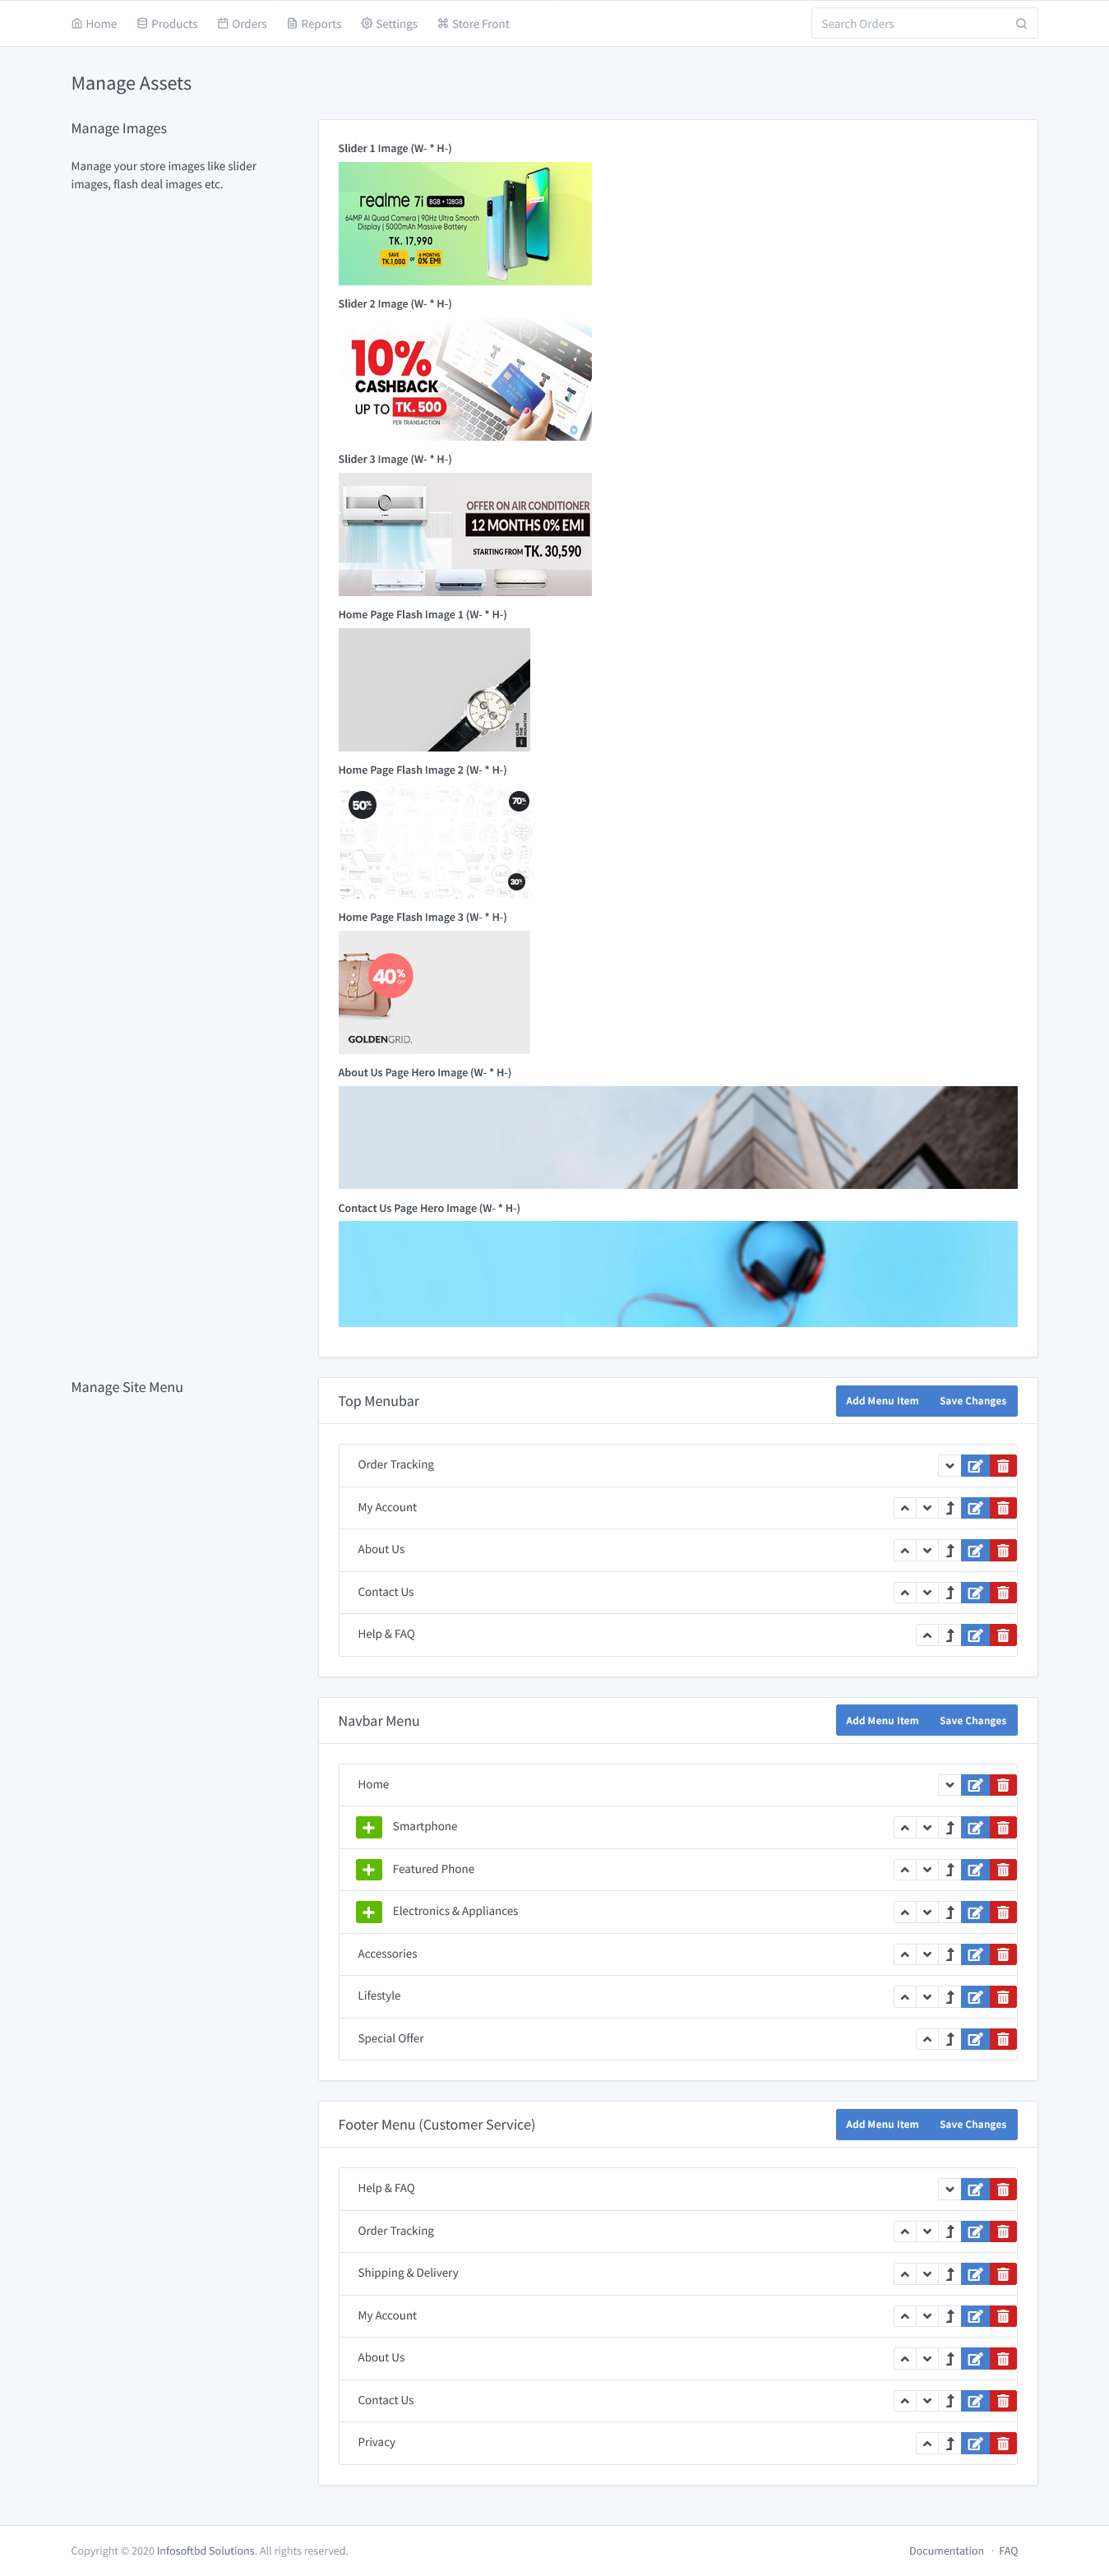 Home Products Orders Reports Settings Store Front Search Orders
Manage Assets
Manage Images
Manage your store images like slider
images, flash deal images etc.
Slider 1 Image (W- * H-)
realme 7i 8GB + 128GB
64MP AI Quad Camera | 90Hz Ultra Smooth
Display | 5000mAh Massive Battery
TK. 17,990
SAVE
TK.1,000
or
6 MONTHS
0% EMI
Slider 2 Image (W- * H-)
10%
CASHBACK
UP TO TK. 500
PER TRANSACTION
Slider 3 Image (W- * H-)
OFFER ON AIR CONDITIONER
12 MONTHS 0% EMI
STARTING FROM TK. 30,590
Home Page Flash Image 1 (W- * H-)
CLIMB
THE
MOUNTAIN
Home Page Flash Image 2 (W- * H-)
50%
70%
30%
Home Page Flash Image 3 (W- * H-)
40%
OFF
GOLDENGRID.
About Us Page Hero Image (W- * H-)
Contact Us Page Hero Image (W- * H-)
Manage Site Menu
Top Menubar Add Menu Item Save Changes
Order Tracking
My Account
About Us
Contact Us
Help & FAQ
Navbar Menu Add Menu Item Save Changes
Home
Smartphone
Featured Phone
Electronics & Appliances
Accessories
Lifestyle
Special Offer
Footer Menu (Customer Service) Add Menu Item Save Changes
Help & FAQ
Order Tracking
Shipping & Delivery
My Account
About Us
Contact Us
Privacy
Copyright © 2020 Infosoftbd Solutions. All rights reserved. Documentation · FAQ